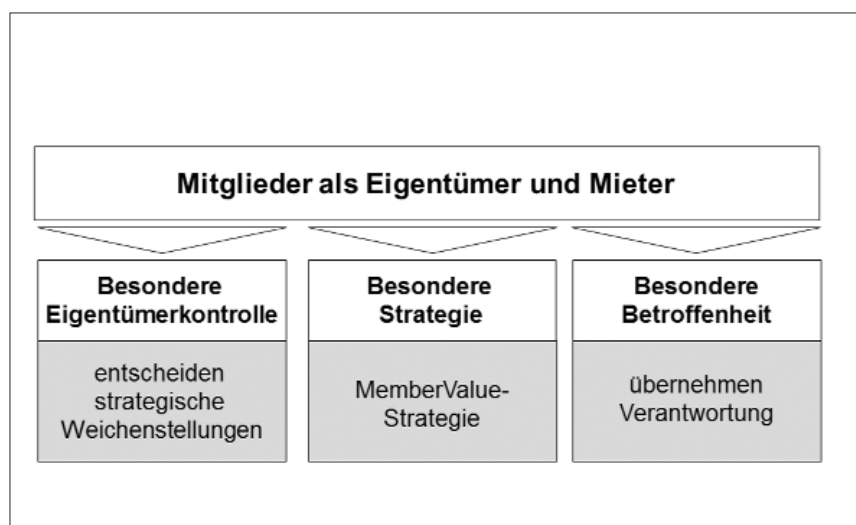 Mitglieder als Eigentümer und Mieter
Besondere
Eigentümerkontrolle
entscheiden
strategische
Weichenstellungen
Besondere
Strategie
MemberValue-
Strategie
Besondere
Betroffenheit
übernehmen
Verantwortung